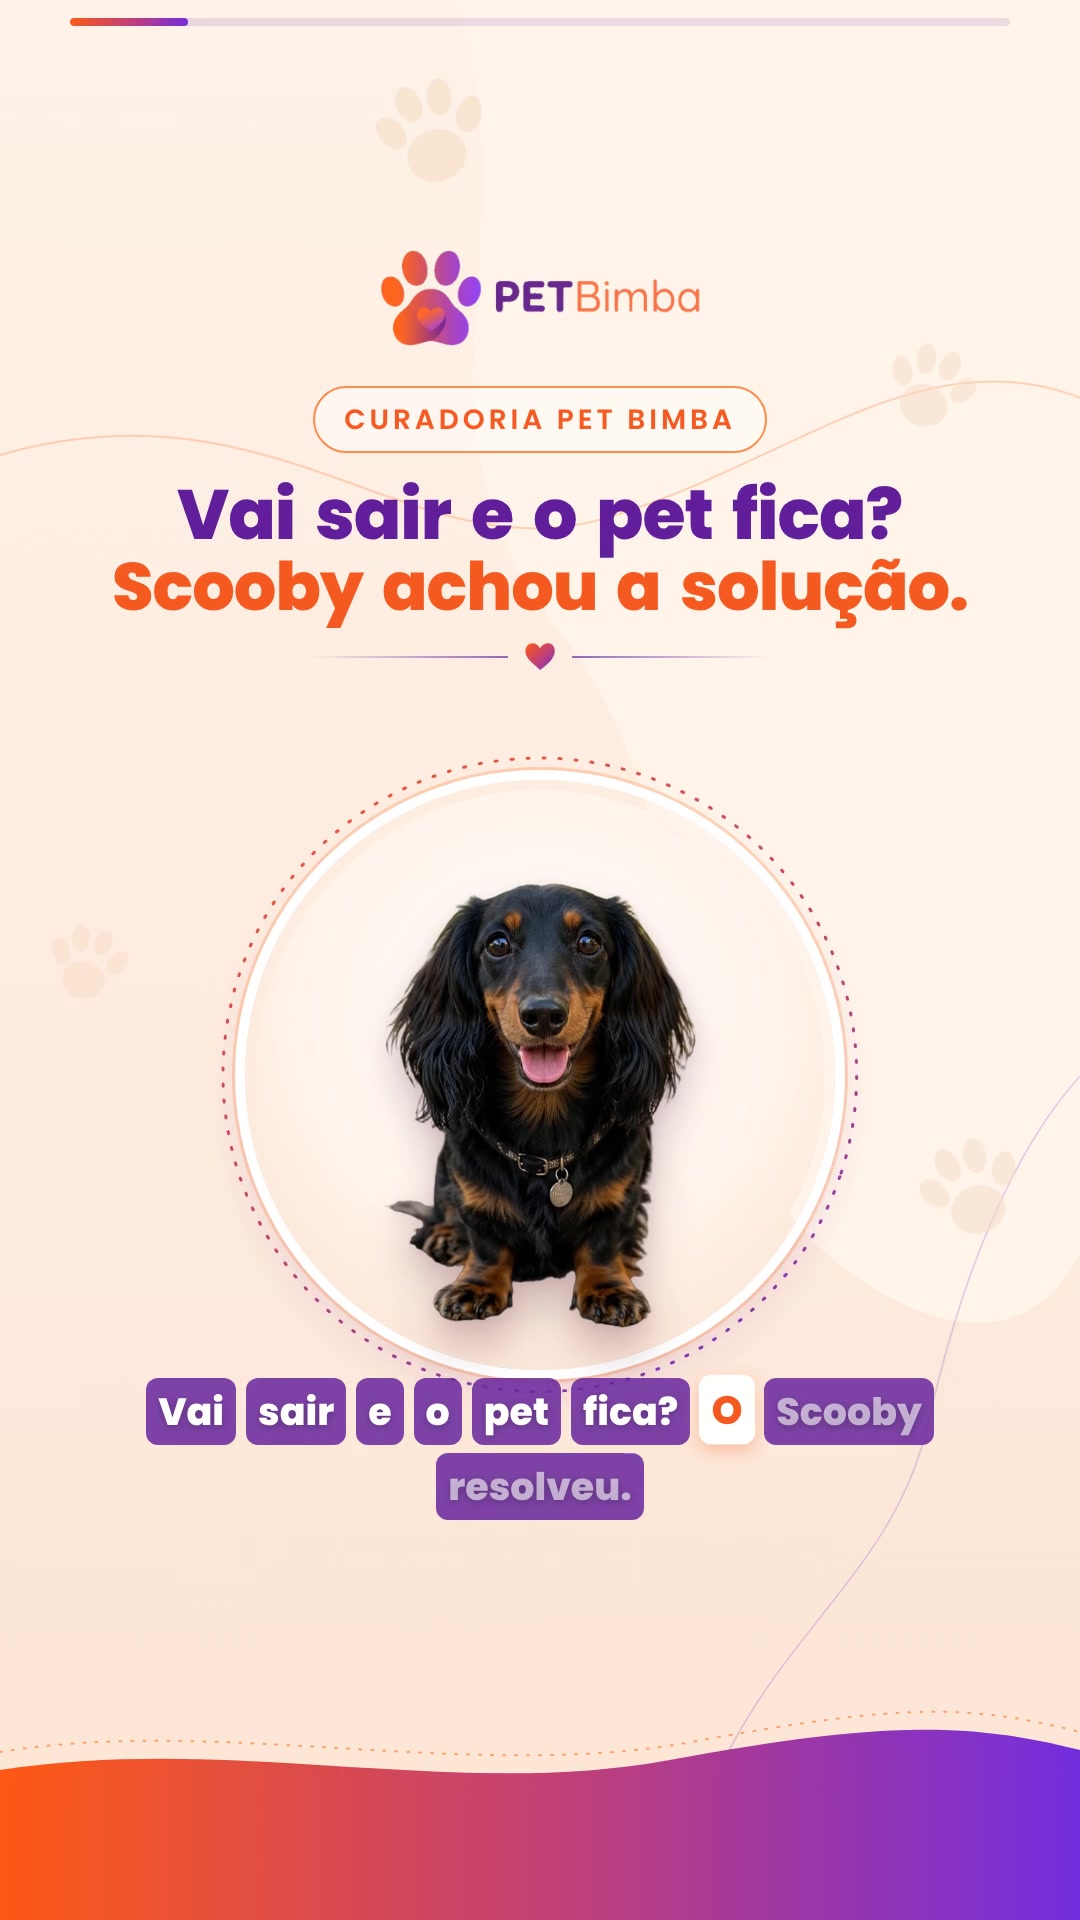 PETBimba
CURADORIA PET BIMBA
Vai sair e o pet fica?
Scooby achou a solução.
Vai sair e o pet fica? O Scooby
resolveu.